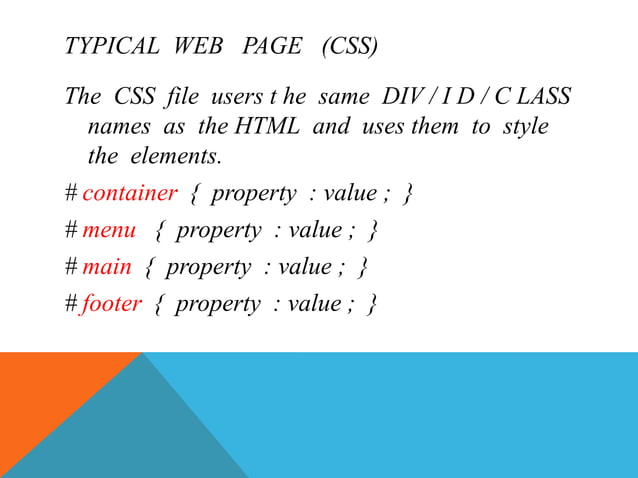 TYPICAL WEB PAGE (CSS)
The CSS file users t he same DIV / I D / C LASS
names as the HTML and uses them to style
the elements.
# container { property : value ; }
# menu { property : value ; }
# main { property : value ; }
# footer { property : value ; }